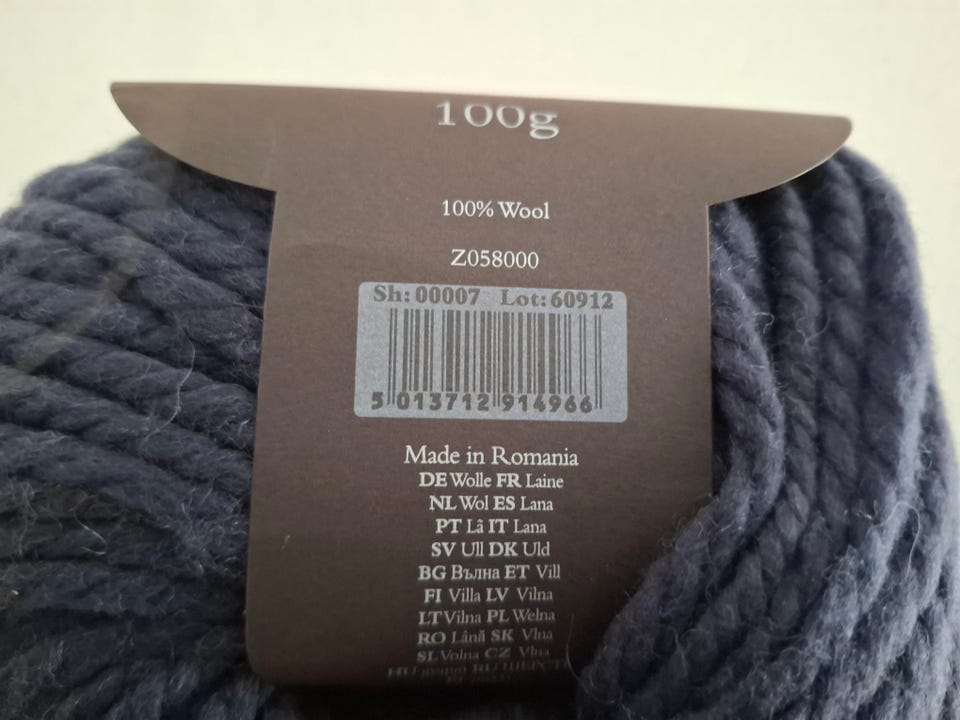 100g
100% Wool
Z058000
Sh:00007 Lot:60912
5 013712 914966
Made in Romania
DE Wolle FR Laine
NL Wol ES Lana
PT Lã IT Lana
SV Ull DK Uld
BG Вълна ET Vill
FI Villa LV Vilna
LT Vilna PL Wełna
RO Lână SK Vlna
SL Volna CZ Vlna
RU ШЕРСТЬ